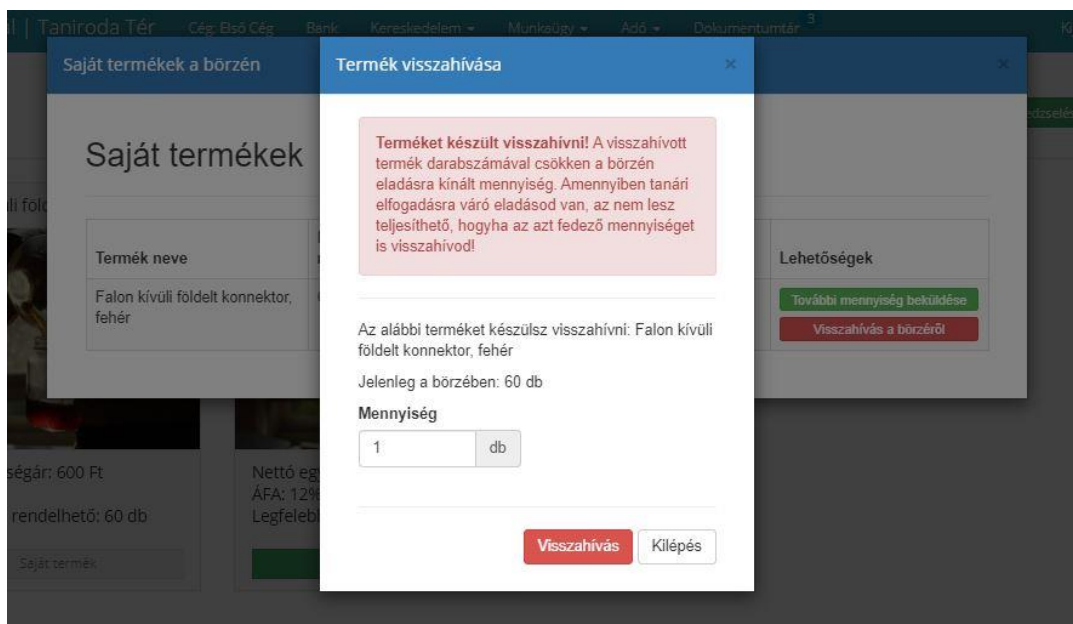 Taniroda Tér Cég: Első Cég Bank Kereskedelem Munkaügy Adó Dokumentumtár 3
Saját termékek a börzén
Termék visszahívása ×
×
Saját termékek
Terméket készült visszahívni! A visszahívott
termék darabszámával csökken a börzén
eladásra kínált mennyiség. Amennyiben tanári
elfogadásra váró eladásod van, az nem lesz
teljesíthető, hogyha az azt fedező mennyiséget
is visszahívod!
Termék neve
Lehetőségek
Falon kívüli földelt konnektor,
fehér
További mennyiség beküldése
Visszahívás a börzéről
Az alábbi terméket készülsz visszahívni: Falon kívüli
földelt konnektor, fehér
Jelenleg a börzében: 60 db
Mennyiség
1 db
Visszahívás Kilépés
ségár: 600 Ft
rendelhető: 60 db
Saját termék
Nettó eg
ÁFA: 12%
Legfeleb